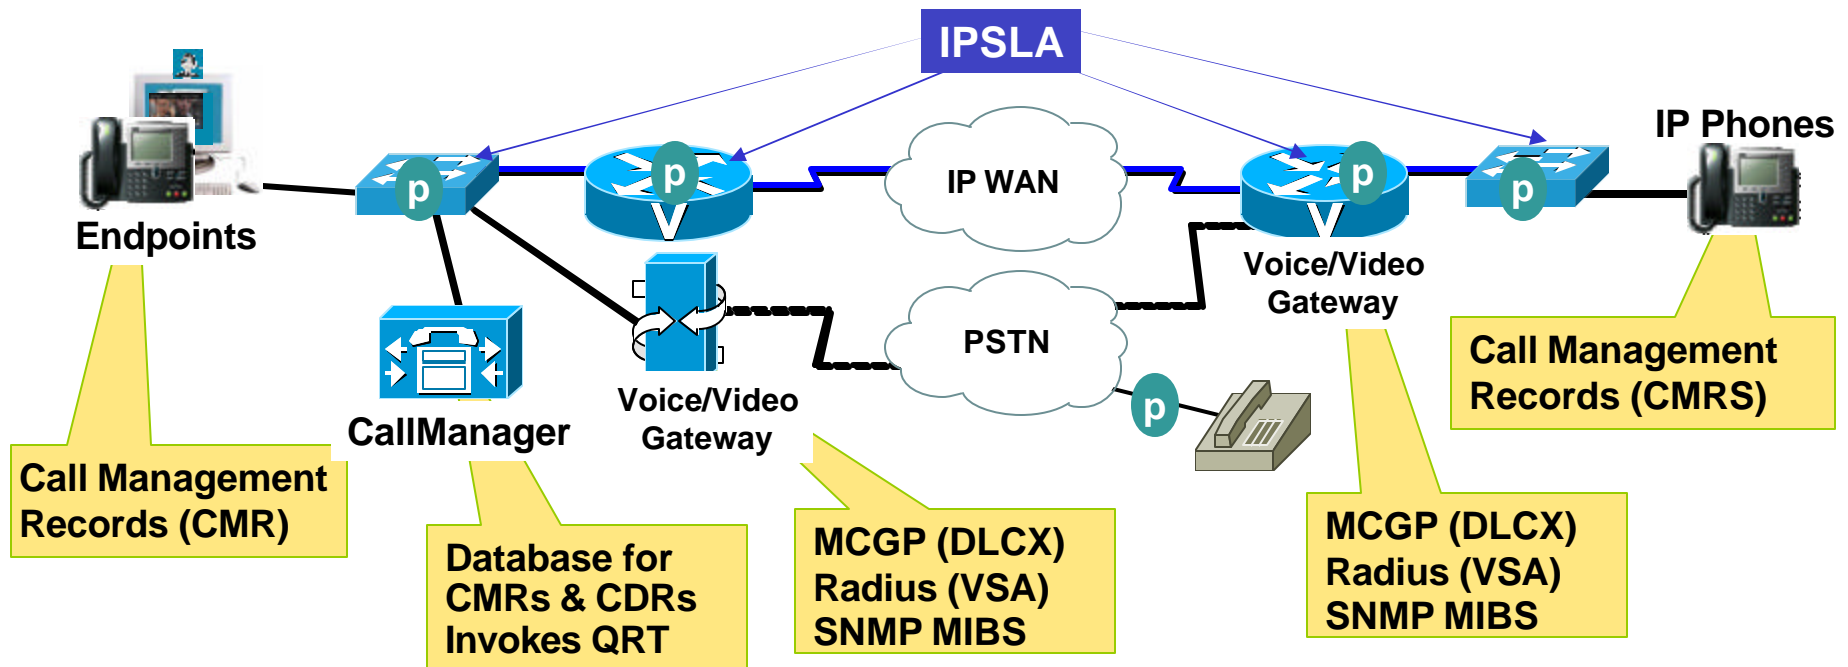 IPSLA
IP Phones
p
p
p
p
IP WAN
Endpoints
V
V
Voice/Video
Gateway
PSTN
p
CallManager
Voice/Video
Gateway
Call Management
Records (CMRS)
Call Management
Records (CMR)
Database for
CMRs & CDRs
Invokes QRT
MCGP (DLCX)
Radius (VSA)
SNMP MIBS
MCGP (DLCX)
Radius (VSA)
SNMP MIBS